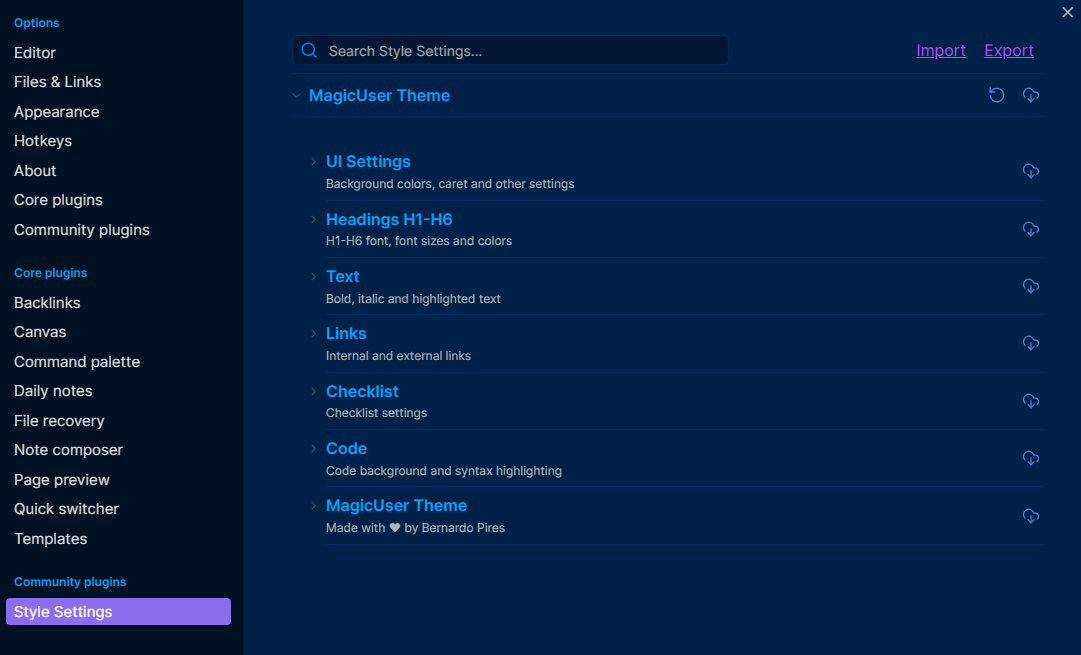 Options
Editor
Files & Links
Appearance
Hotkeys
About
Core plugins
Community plugins
Core plugins
Backlinks
Canvas
Command palette
Daily notes
File recovery
Note composer
Page preview
Quick switcher
Templates
Community plugins
Style Settings
Search Style Settings...
Import Export
MagicUser Theme
UI Settings
Background colors, caret and other settings
Headings H1-H6
H1-H6 font, font sizes and colors
Text
Bold, italic and highlighted text
Links
Internal and external links
Checklist
Checklist settings
Code
Code background and syntax highlighting
MagicUser Theme
Made with ❤ by Bernardo Pires